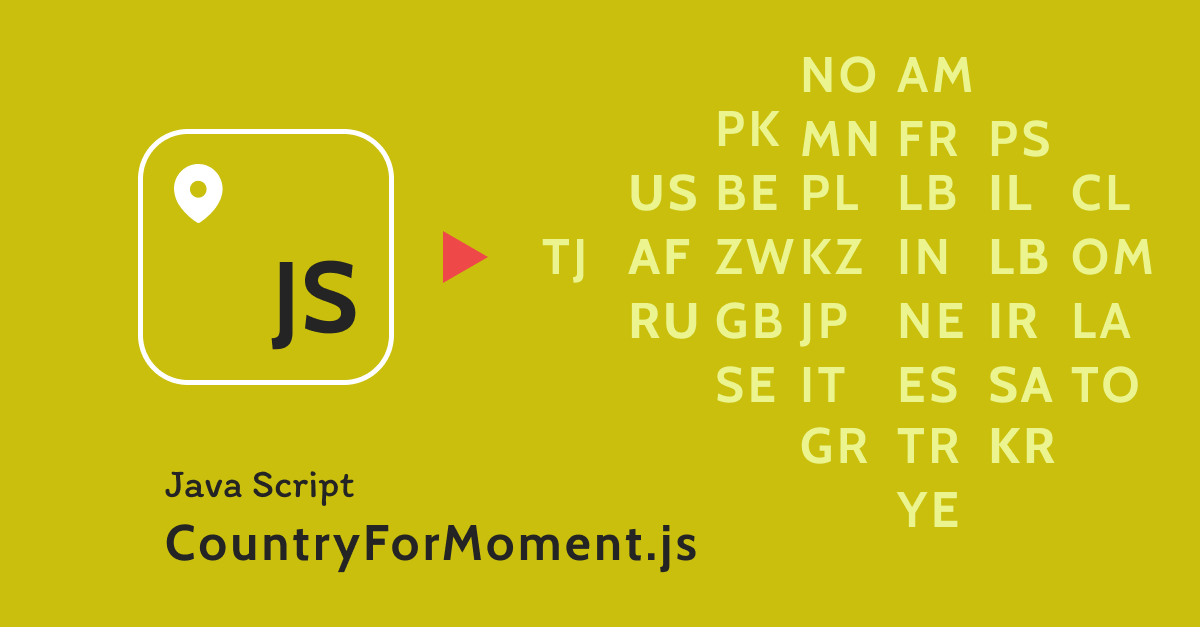 JS
NO AM
PK MN FR PS
US BE PL LB IL CL
TJ AF ZW KZ IN LB OM
RU GB JP NE IR LA
SE IT ES SA TO
GR TR KR
YE
Java Script
CountryForMoment.js